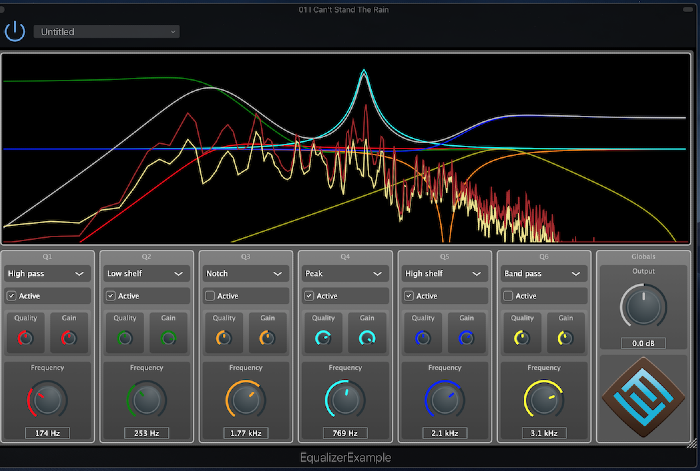 01 I Can't Stand The Rain
Untitled
Q1 Q2 Q3 Q4 Q5 Q6 Globals
High pass Low shelf Notch Peak High shelf Band pass Output
Active Active Active Active Active Active
Quality Gain Quality Gain Quality Gain Quality Gain Quality Gain Quality Gain
0.0 dB
Frequency Frequency Frequency Frequency Frequency Frequency
174 Hz 253 Hz 1.77 kHz 769 Hz 2.1 kHz 3.1 kHz
EqualizerExample